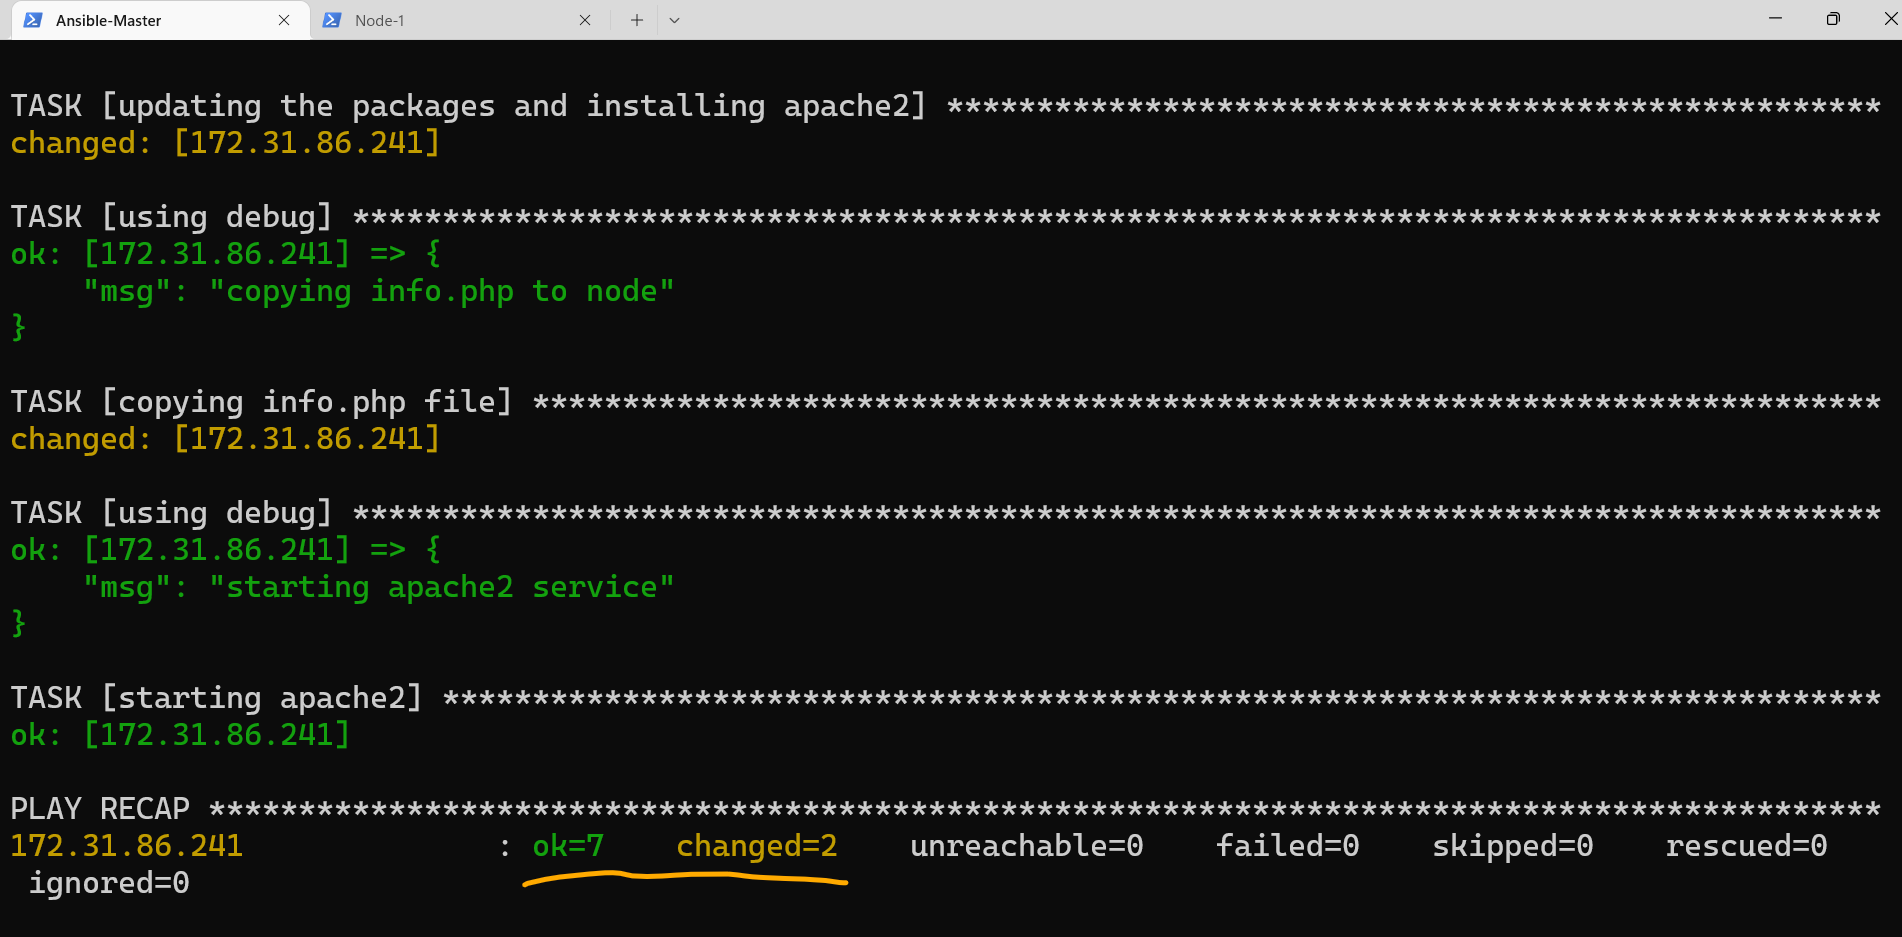 Ansible-Master
Node-1
TASK [updating the packages and installing apache2] ****************************************************
changed: [172.31.86.241]
TASK [using debug] *************************************************************************************
ok: [172.31.86.241] => {
    "msg": "copying info.php to node"
}
TASK [copying info.php file] ***************************************************************************
changed: [172.31.86.241]
TASK [using debug] *************************************************************************************
ok: [172.31.86.241] => {
    "msg": "starting apache2 service"
}
TASK [starting apache2] ********************************************************************************
ok: [172.31.86.241]
PLAY RECAP *********************************************************************************************
172.31.86.241              : ok=7    changed=2    unreachable=0    failed=0    skipped=0    rescued=0
 ignored=0